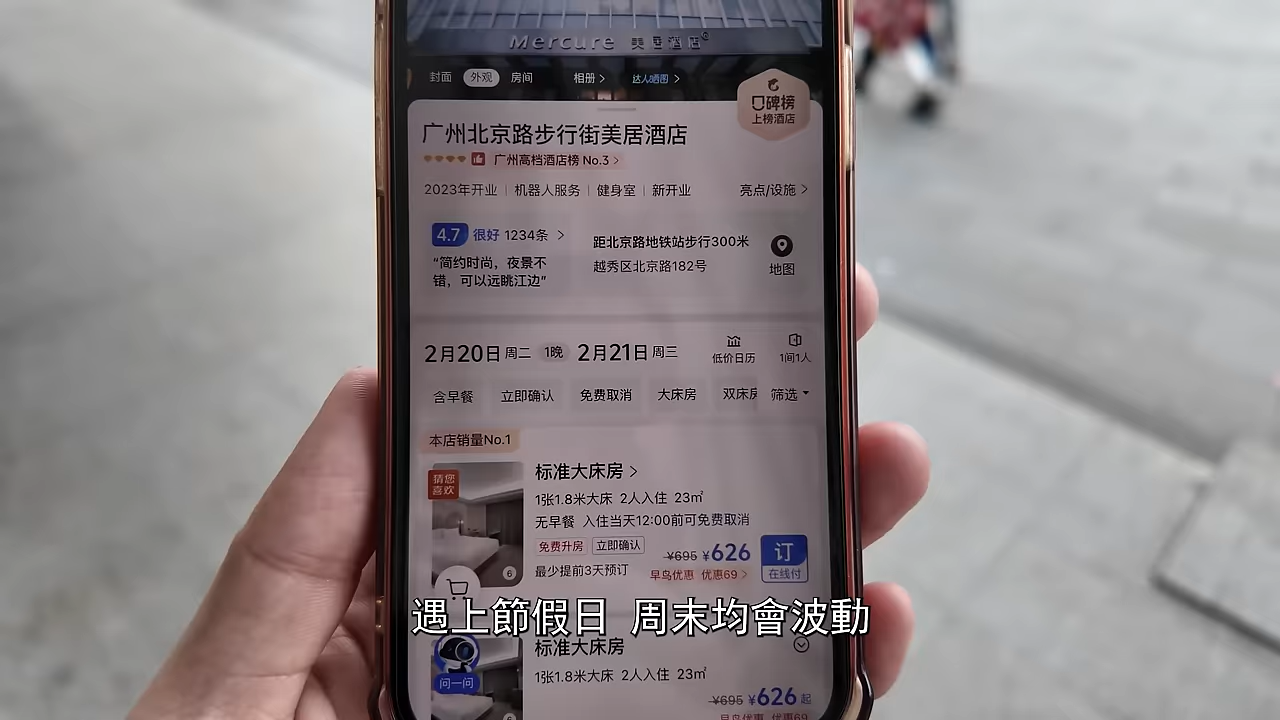 Mercure 美居酒店
封面 外观 房间 相册 > 达人晒图 >
口碑榜
上榜酒店
广州北京路步行街美居酒店
广州高档酒店榜 No.3 >
2023年开业 | 机器人服务 | 健身室 | 新开业 亮点/设施 >
4.7 很好 1234条 >
“简约时尚，夜景不
错，可以远眺江边”
距北京路地铁站步行300米
越秀区北京路182号
地图
2月20日 周二 1晚 2月21日 周三
低价日历
1间1人
含早餐 立即确认 免费取消 大床房 双床房 筛选
本店销量No.1
猜您
喜欢
标准大床房 >
1张1.8米大床 2人入住 23㎡
无早餐 入住当天12:00前可免费取消
免费升房 立即确认
¥695 ¥626
订
在线付
最少提前3天预订
早鸟优惠 优惠69 >
6
遇上節假日 周末均會波動
标准大床房
1张1.8米大床 2人入住 23㎡
问一问
¥695 ¥626起
早鸟优惠 优惠69
6